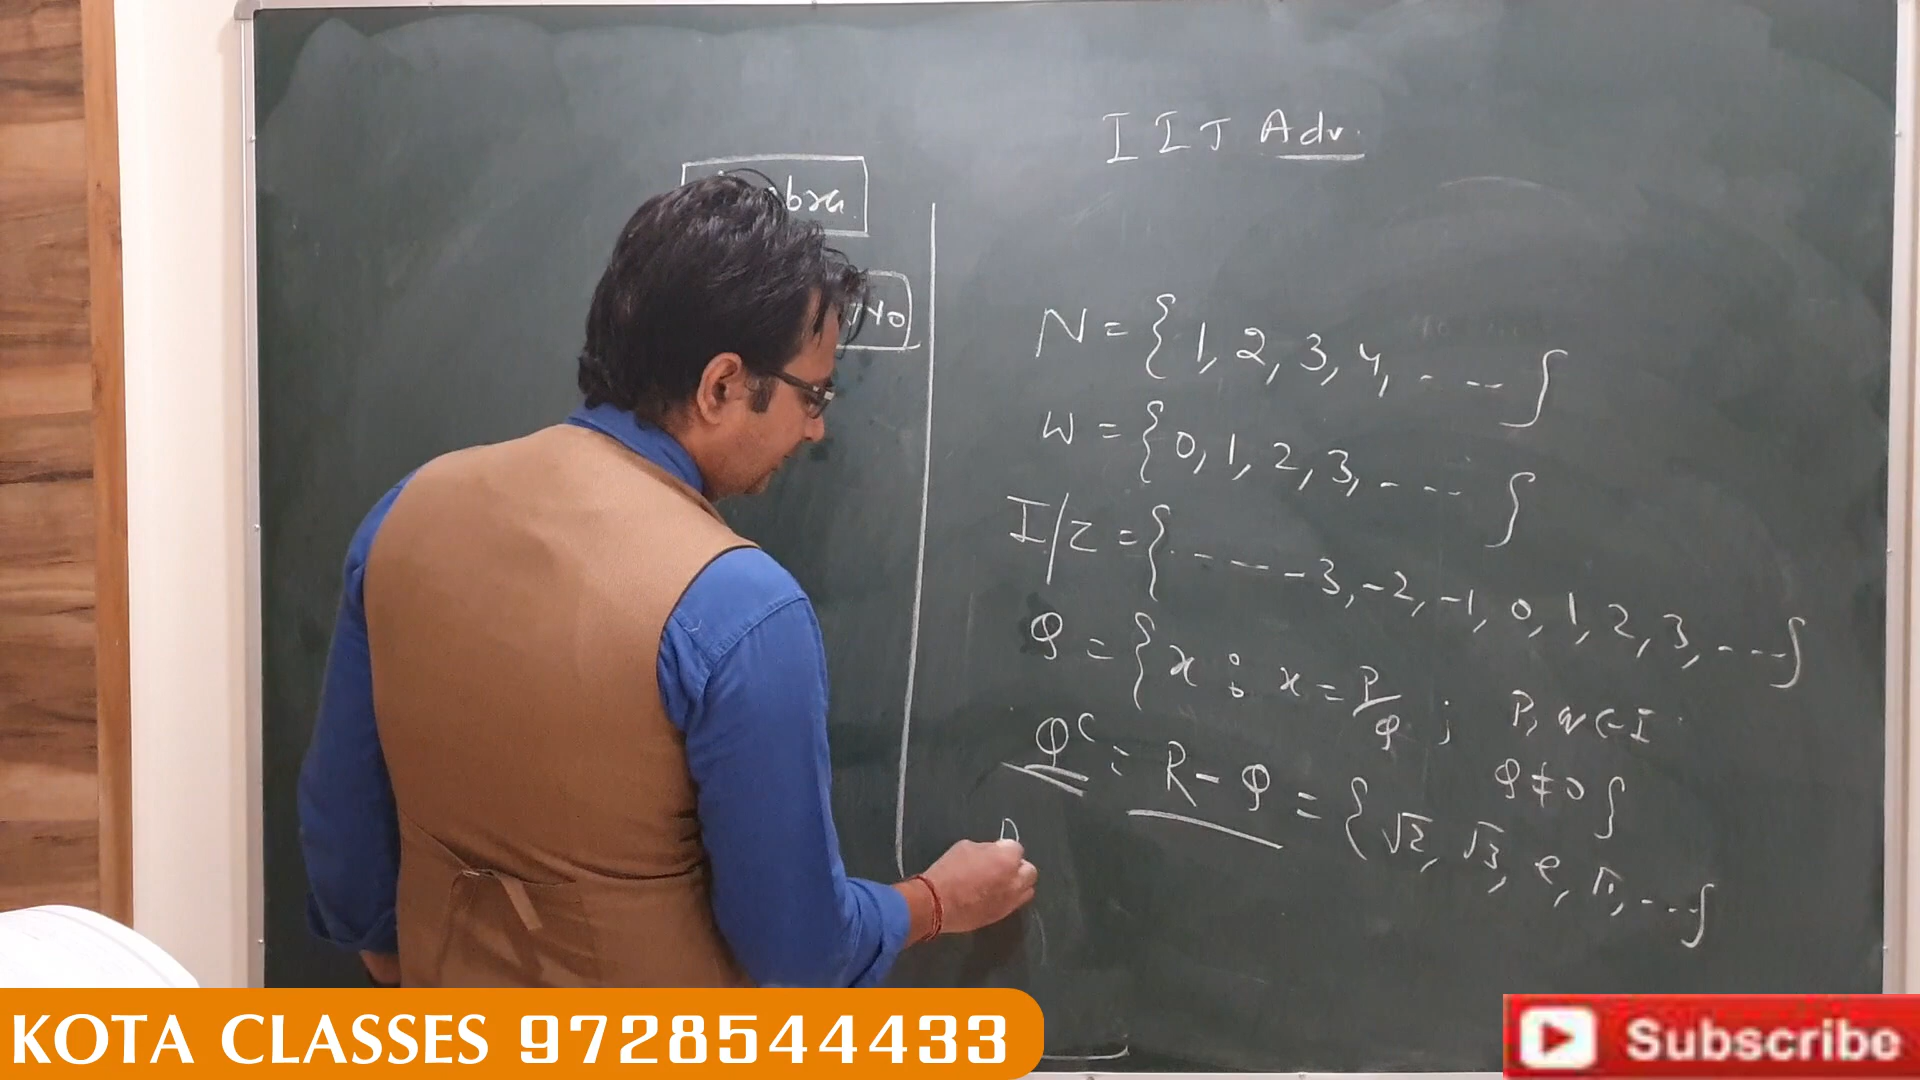 IIT Adv.
N = { 1, 2, 3, 4, . - -- }
W = { 0, 1, 2, 3, - - -- }
I/Z = { . - - - - 3, -2, -1, 0, 1, 2, 3, - - -- }
Q = { x : x = P/Q ; P, q ∈ I
Q ≠ 0 }
Qᶜ = R - Q = { √2, √3, e, π, - -- }
KOTA CLASSES 9728544433
Subscribe